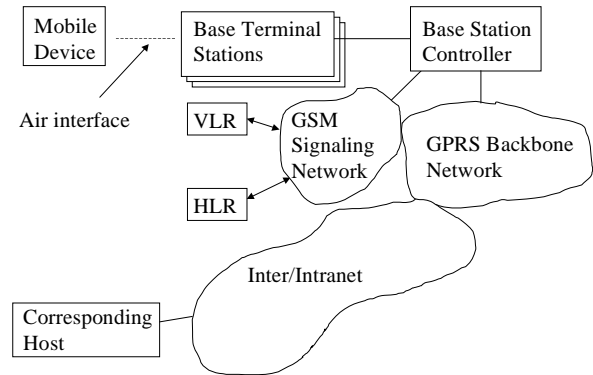 Mobile
Device
Base Terminal
Stations
Base Station
Controller
Air interface
VLR
HLR
GSM
Signaling
Network
GPRS Backbone
Network
Inter/Intranet
Corresponding
Host